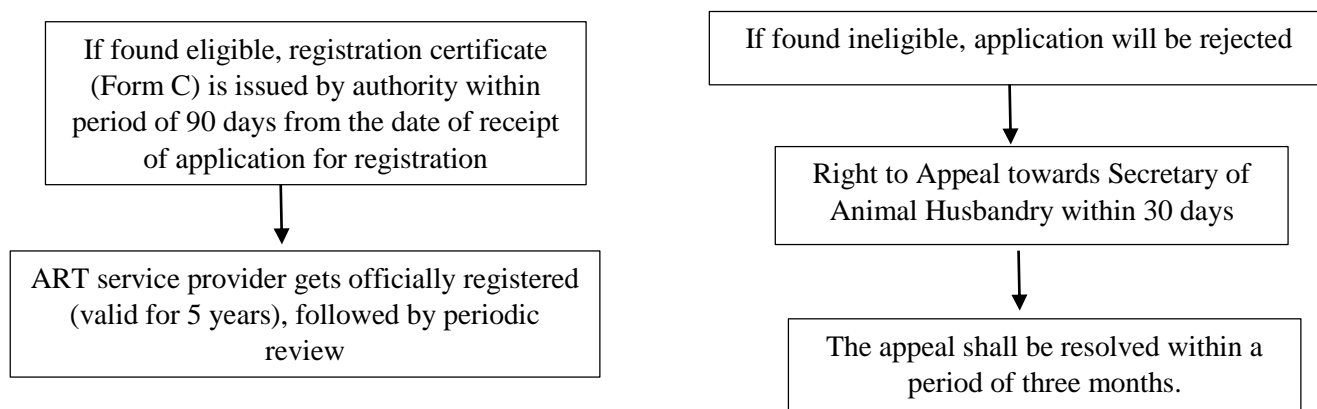 If found eligible, registration certificate
(Form C) is issued by authority within
period of 90 days from the date of receipt
of application for registration
ART service provider gets officially registered
(valid for 5 years), followed by periodic
review
If found ineligible, application will be rejected
Right to Appeal towards Secretary of
Animal Husbandry within 30 days
The appeal shall be resolved within a
period of three months.